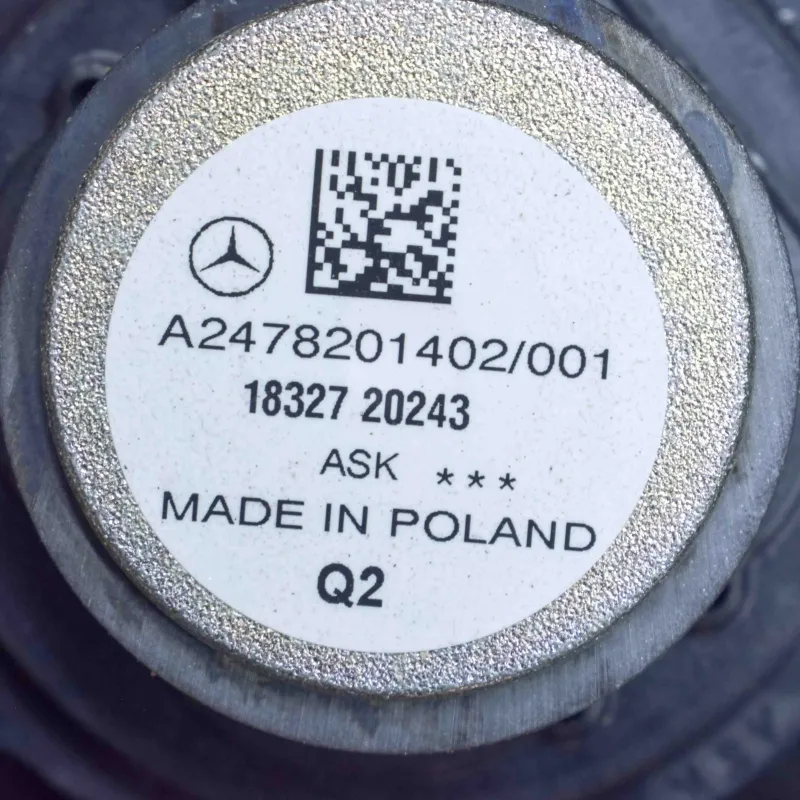 A2478201402/001
18327 20243
ASK ***
MADE IN POLAND
Q2